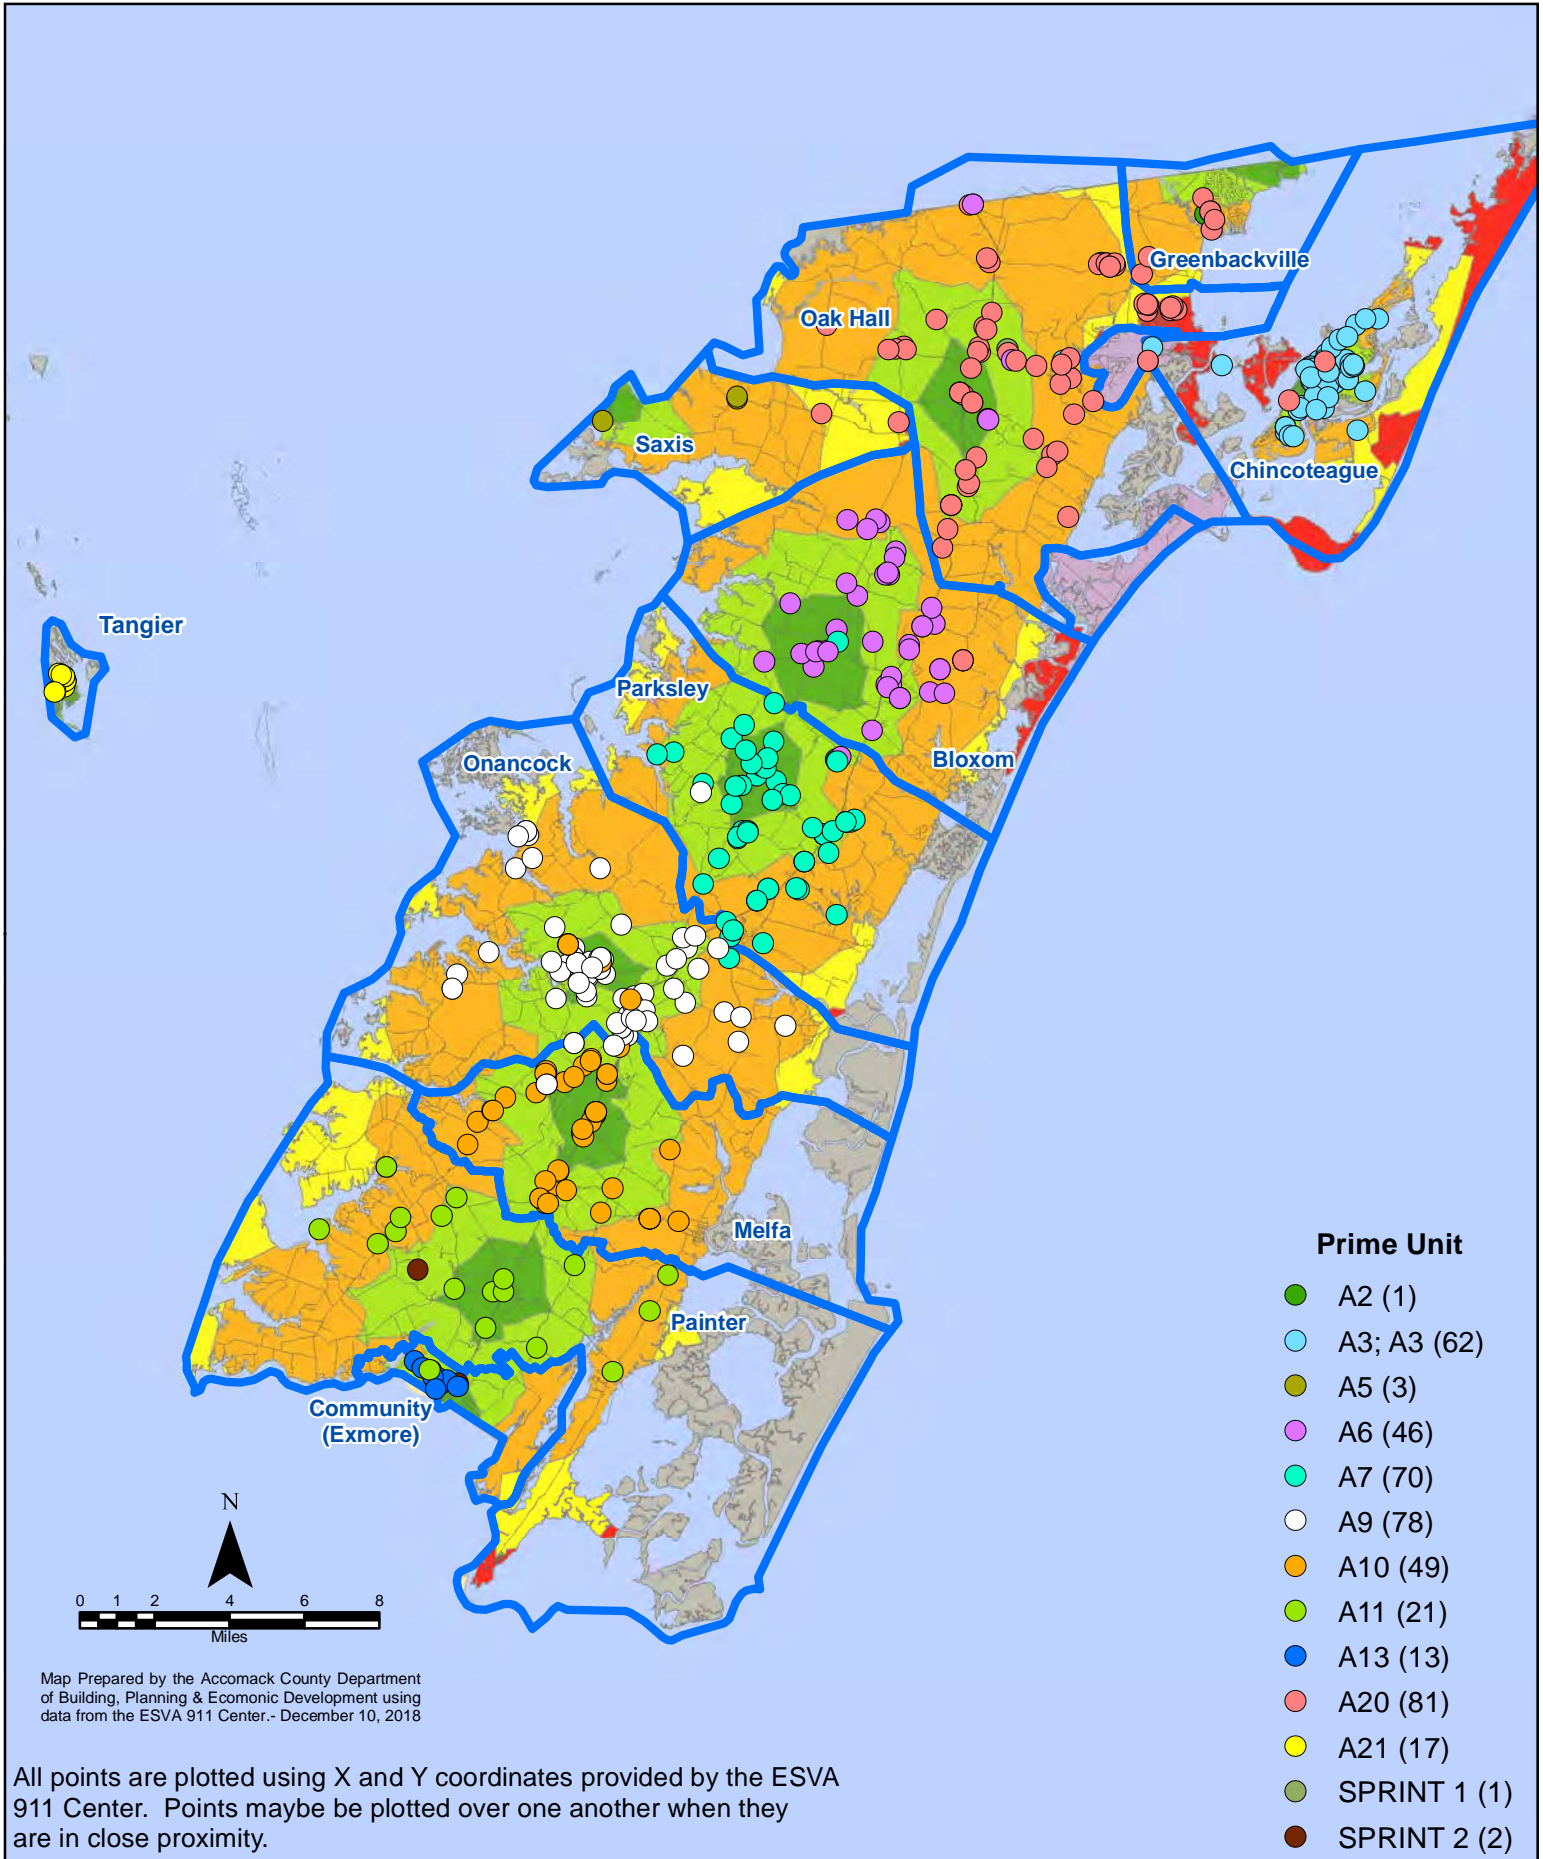 Greenbackville
Oak Hall
Saxis
Chincoteague
Tangier
Parksley
Onancock
Bloxom
Melfa
Painter
Community
(Exmore)
Prime Unit
A2 (1)
A3; A3 (62)
A5 (3)
A6 (46)
A7 (70)
A9 (78)
A10 (49)
A11 (21)
A13 (13)
A20 (81)
A21 (17)
SPRINT 1 (1)
SPRINT 2 (2)
N
0 1 2 4 6 8
Miles
Map Prepared by the Accomack County Department
of Building, Planning & Ecomonic Development using
data from the ESVA 911 Center.- December 10, 2018
All points are plotted using X and Y coordinates provided by the ESVA
911 Center. Points maybe be plotted over one another when they
are in close proximity.